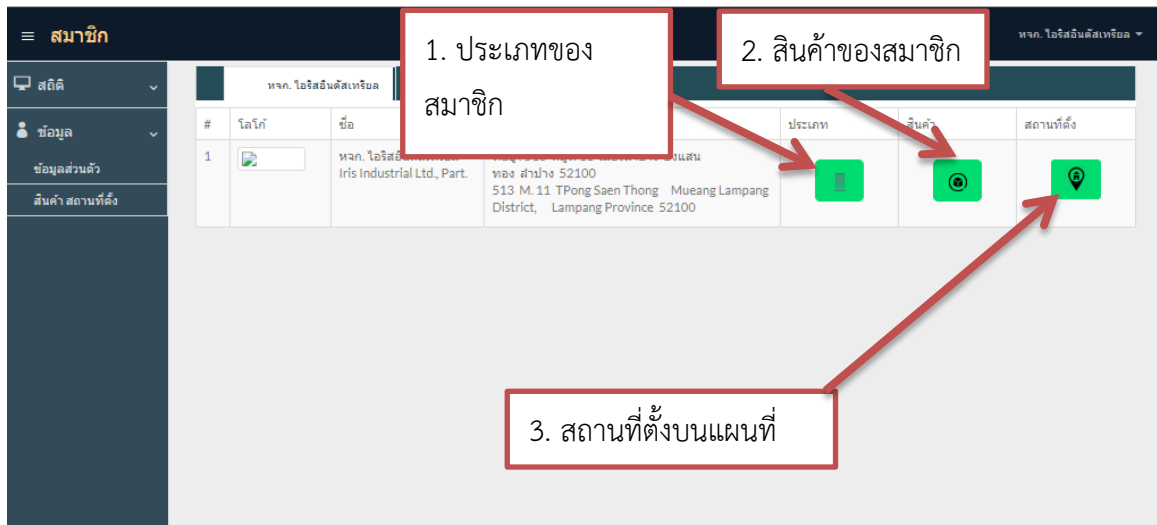 สมาชิก
หจก. ไอริสอินดัสเทรียล
1. ประเภทของ
สมาชิก
2. สินค้าของสมาชิก
สถิติ
ข้อมูล
ข้อมูลส่วนตัว
สินค้า สถานที่ตั้ง
หจก. ไอริสอินดัสเทรียล
# โลโก้ ชื่อ ประเภท สินค้า สถานที่ตั้ง
1 หจก. ไอริส
Iris Industrial Ltd., Part.
ทอง ลำปาง 52100
513 M. 11 TPong Saen Thong Mueang Lampang
District, Lampang Province 52100
3. สถานที่ตั้งบนแผนที่